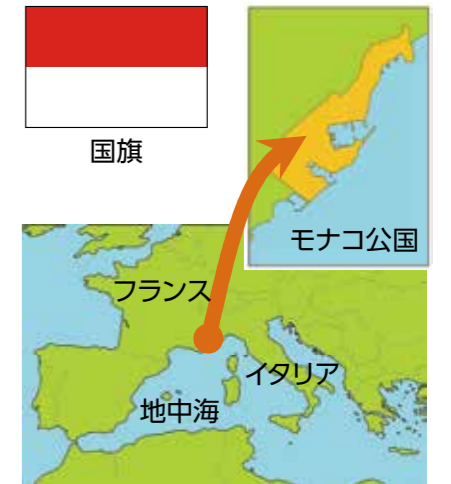 国旗
モナコ公国
フランス
イタリア
地中海